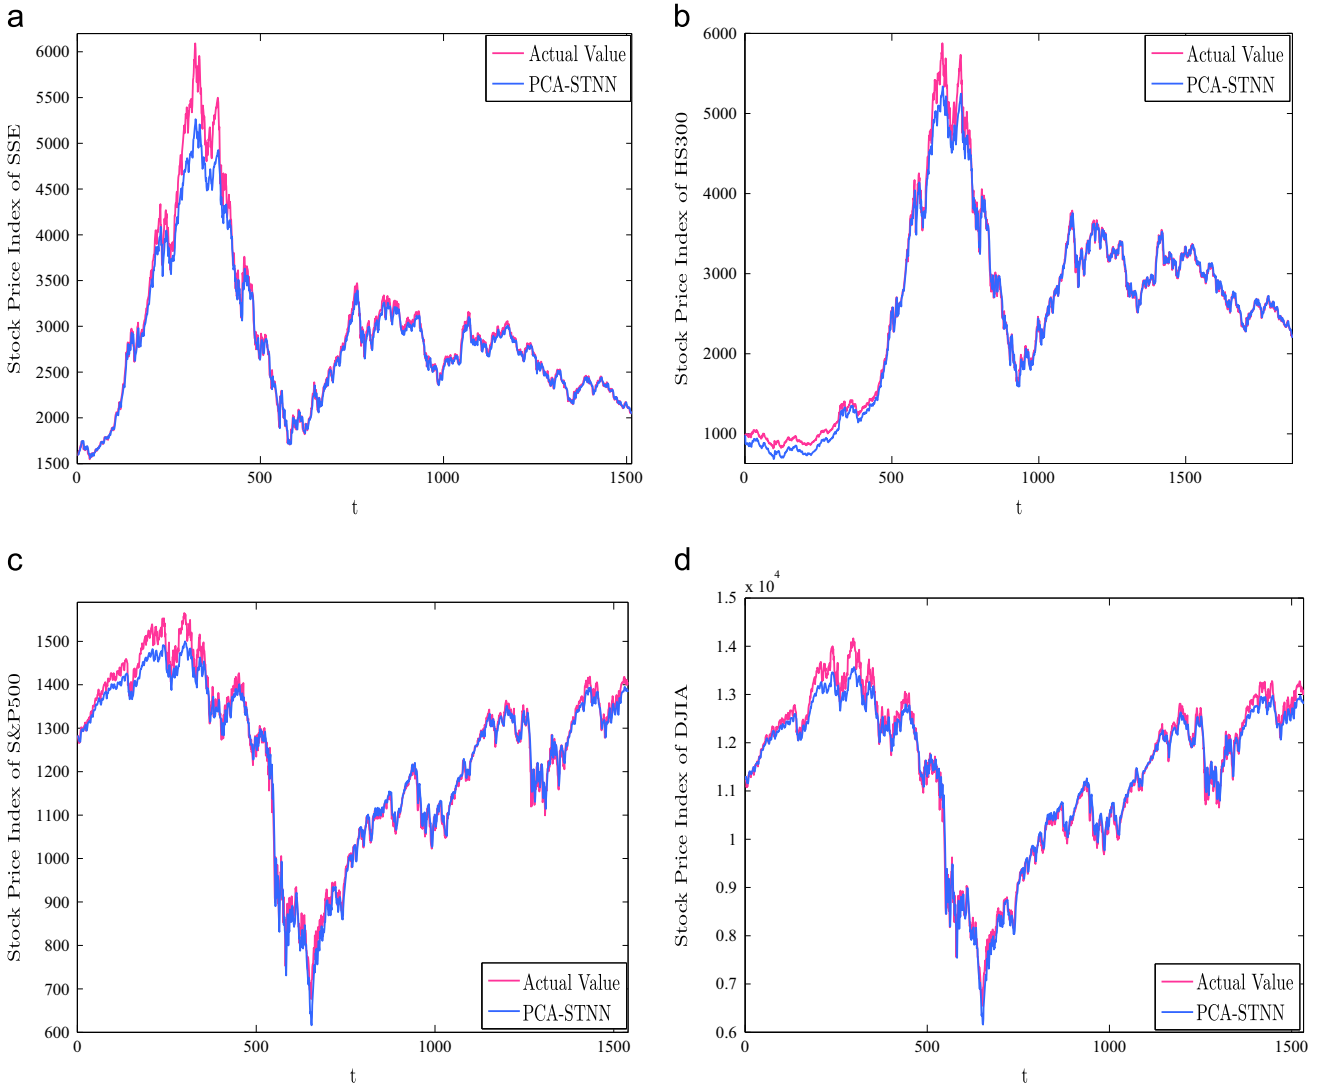 a
Stock Price Index of SSE
6000
5500
5000
4500
4000
3500
3000
2500
2000
1500
0
500
1000
1500
t
Actual Value
PCA-STNN
b
Stock Price Index of HS300
6000
5000
4000
3000
2000
1000
0
500
1000
1500
t
Actual Value
PCA-STNN
c
Stock Price Index of S&P500
1500
1400
1300
1200
1100
1000
900
800
700
600
0
500
1000
1500
t
Actual Value
PCA-STNN
d
x 10^4
Stock Price Index of DJIA
1.5
1.4
1.3
1.2
1.1
1
0.9
0.8
0.7
0.6
0
500
1000
1500
t
Actual Value
PCA-STNN